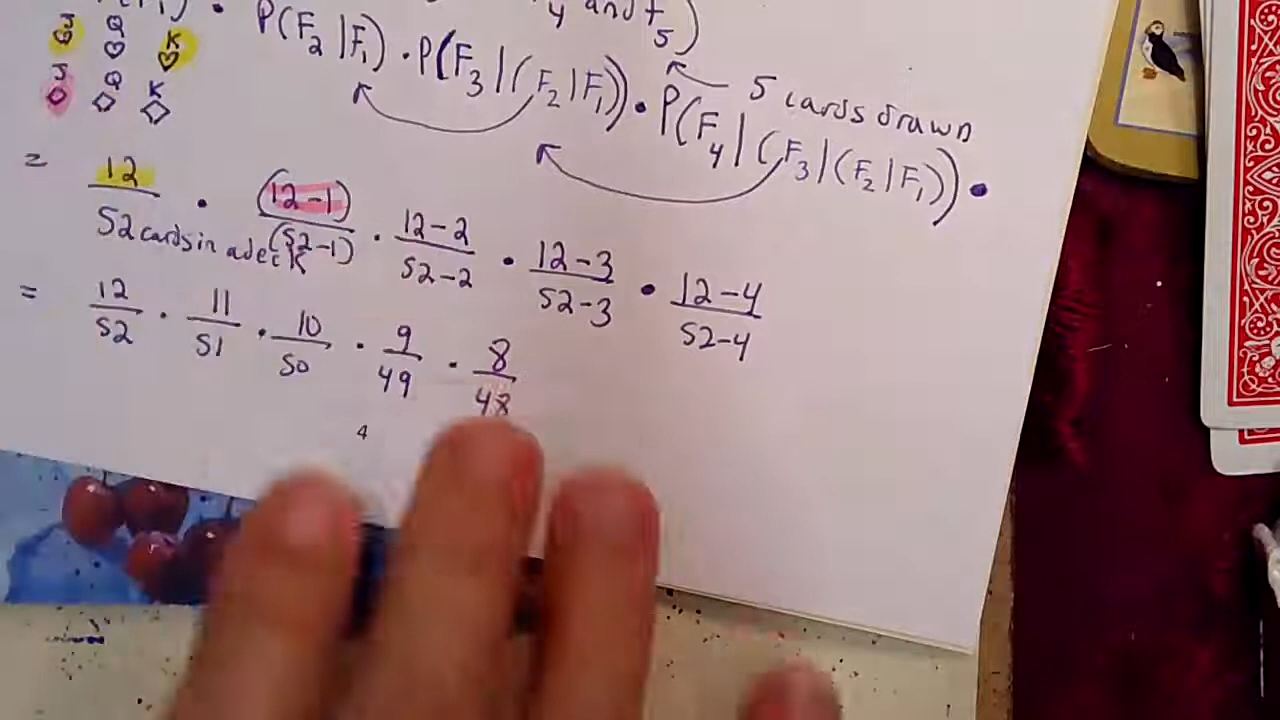 4 and F5)
P(F2|F1) · P(F3|(F2|F1)) · P(F4|(F3|(F2|F1)) ·
5 cards drawn
J Q K
J Q K
= 12/52 · (12-1)/(52-1) · 12-2/52-2 · 12-3/52-3 · 12-4/52-4
52 cards in a deck
= 12/52 · 11/51 · 10/50 · 9/49 · 8/48
4